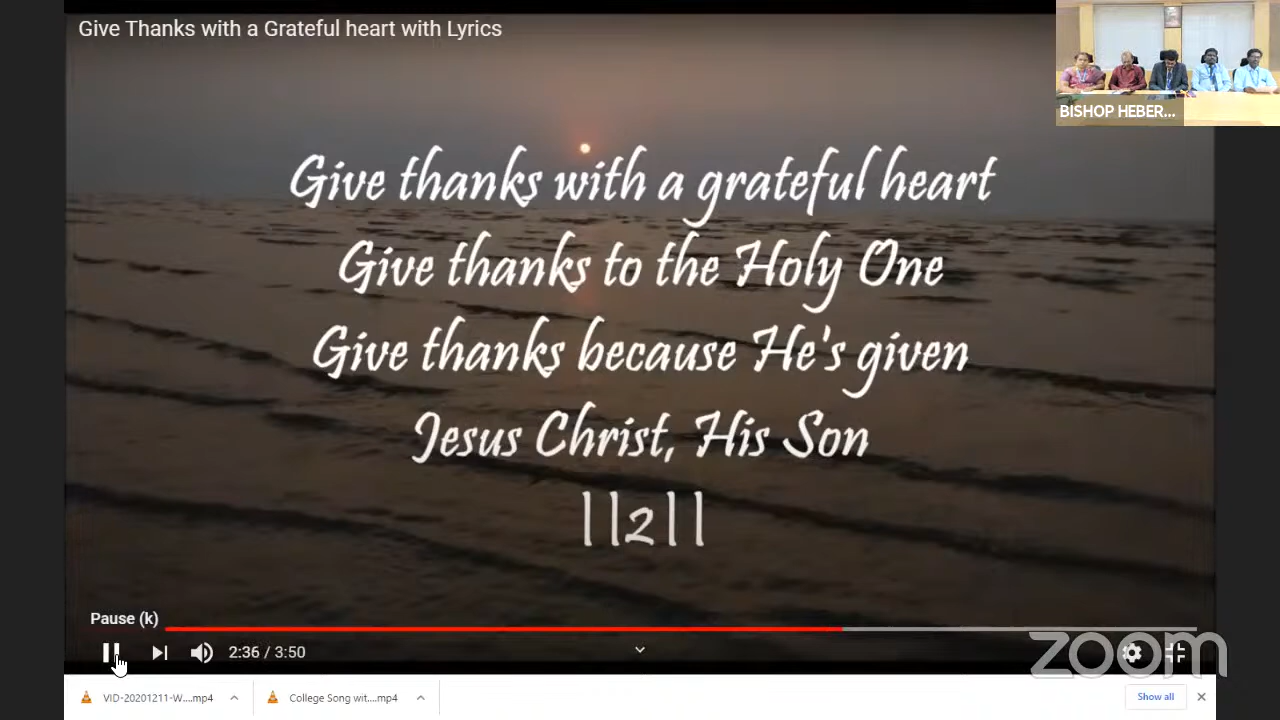 Give Thanks with a Grateful heart with Lyrics
BISHOP HEBER...
Give thanks with a grateful heart
Give thanks to the Holy One
Give thanks because He's given
Jesus Christ, His Son
||2||
Pause (k)
2:36 / 3:50
zoom
VID-20201211-W....mp4
College Song wit....mp4
Show all